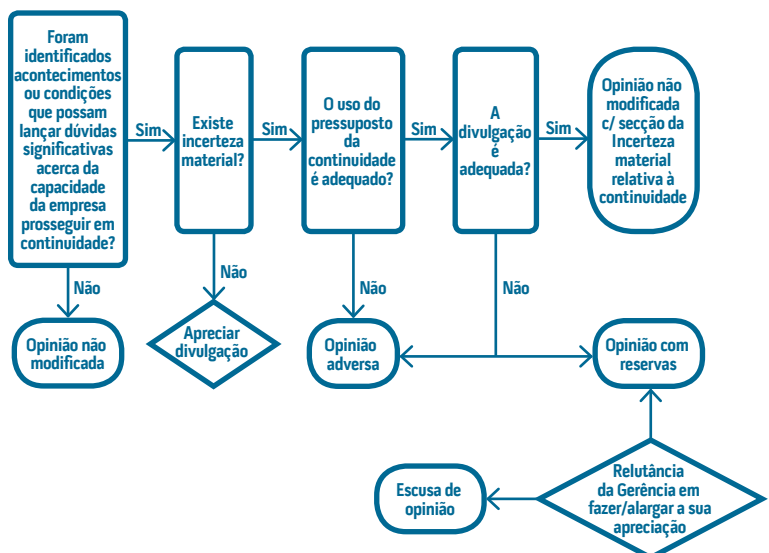 Foram
identificados
acontecimentos
ou condições
que possam
lançar dúvidas
significativas
acerca da
capacidade
da empresa
prosseguir em
continuidade?
Sim
Existe
incerteza
material?
Sim
O uso do
pressuposto
da
continuidade
é adequado?
Sim
A
divulgação
é
adequada?
Sim
Opinião não
modificada
c/ secção da
Incerteza
material
relativa à
continuidade
Não
Não
Não
Não
Opinião não
modificada
Apreciar
divulgação
Opinião
adversa
Opinião com
reservas
Escusa de
opinião
Relutância
da Gerência em
fazer/alargar a sua
apreciação